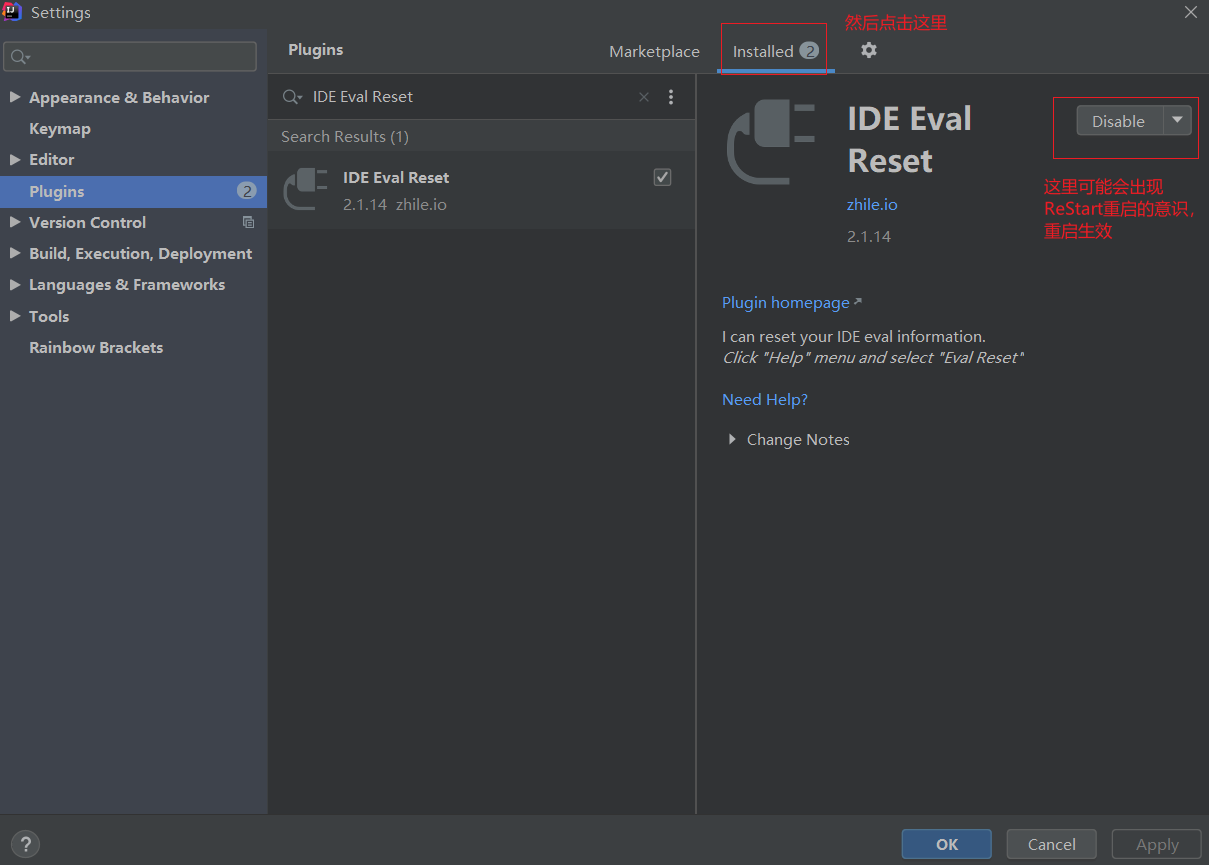 Settings
Plugins
Marketplace
Installed 2
然后点击这里
Appearance & Behavior
Keymap
Editor
Plugins 2
Version Control
Build, Execution, Deployment
Languages & Frameworks
Tools
Rainbow Brackets
IDE Eval Reset
Search Results (1)
IDE Eval Reset
2.1.14 zhile.io
IDE Eval
Reset
zhile.io
2.1.14
Disable
这里可能会出现
ReStart重启的意识，
重启生效
Plugin homepage
I can reset your IDE eval information.
Click "Help" menu and select "Eval Reset"
Need Help?
Change Notes
?
OK
Cancel
Apply